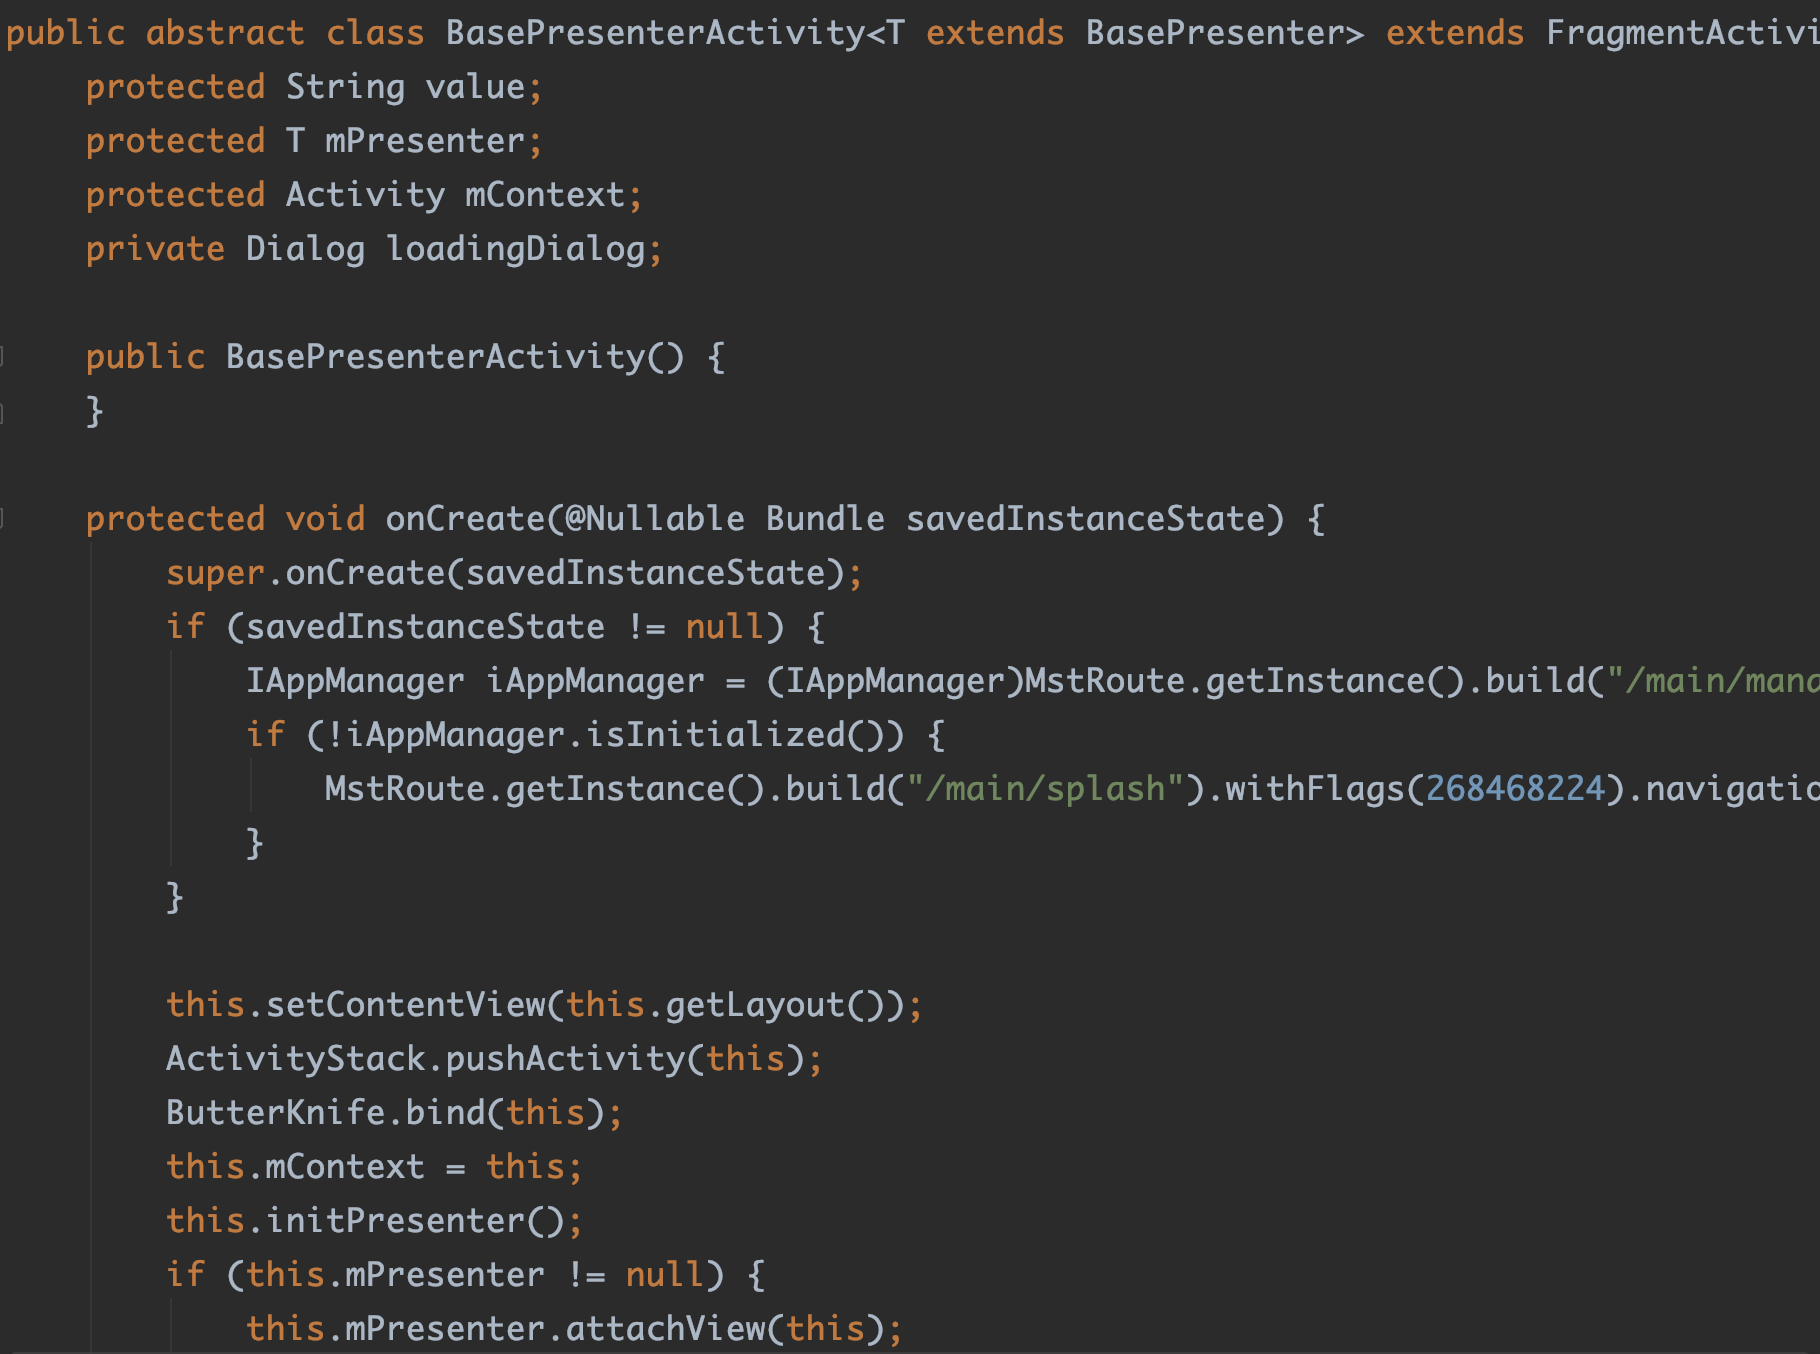 public abstract class BasePresenterActivity<T extends BasePresenter> extends FragmentActivi
protected String value;
protected T mPresenter;
protected Activity mContext;
private Dialog loadingDialog;
public BasePresenterActivity() {
}
protected void onCreate(@Nullable Bundle savedInstanceState) {
super.onCreate(savedInstanceState);
if (savedInstanceState != null) {
IAppManager iAppManager = (IAppManager)MstRoute.getInstance().build("/main/mana
if (!iAppManager.isInitialized()) {
MstRoute.getInstance().build("/main/splash").withFlags(268468224).navigatio
}
}
this.setContentView(this.getLayout());
ActivityStack.pushActivity(this);
ButterKnife.bind(this);
this.mContext = this;
this.initPresenter();
if (this.mPresenter != null) {
this.mPresenter.attachView(this);